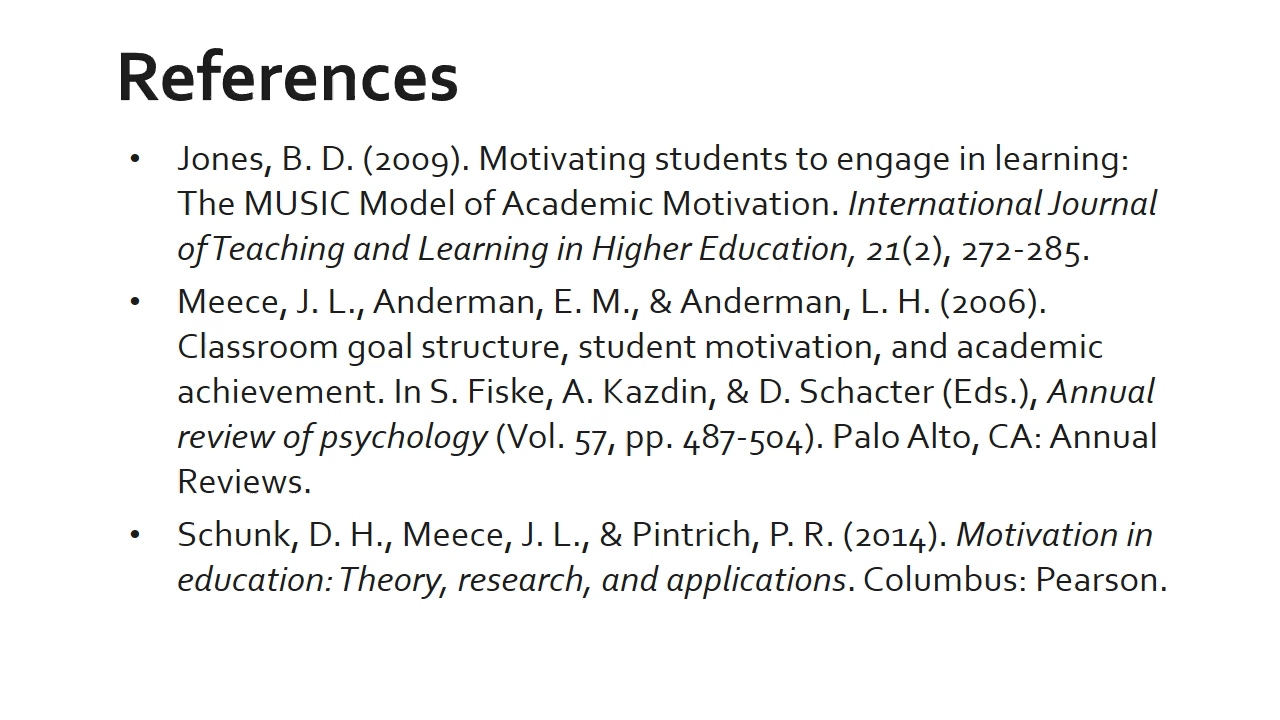 References
• Jones, B. D. (2009). Motivating students to engage in learning:
The MUSIC Model of Academic Motivation. International Journal
of Teaching and Learning in Higher Education, 21(2), 272-285.
• Meece, J. L., Anderman, E. M., & Anderman, L. H. (2006).
Classroom goal structure, student motivation, and academic
achievement. In S. Fiske, A. Kazdin, & D. Schacter (Eds.), Annual
review of psychology (Vol. 57, pp. 487-504). Palo Alto, CA: Annual
Reviews.
• Schunk, D. H., Meece, J. L., & Pintrich, P. R. (2014). Motivation in
education: Theory, research, and applications. Columbus: Pearson.